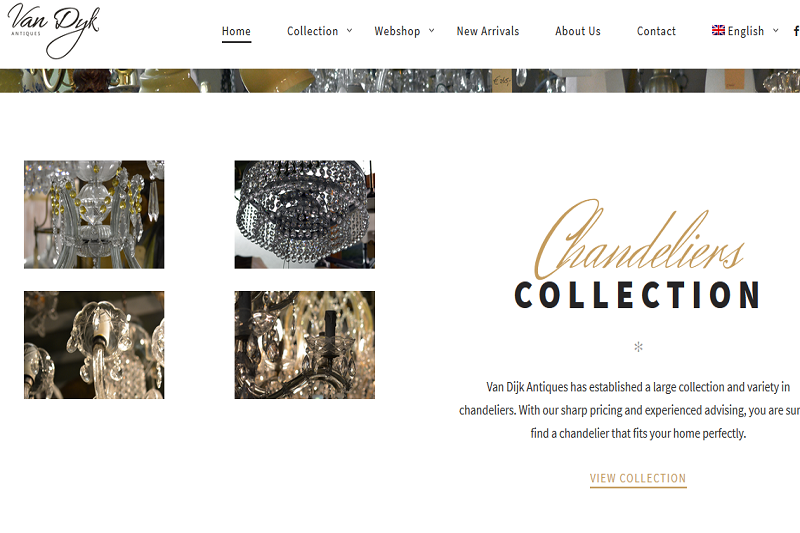 Van Dyk
ANTIQUES
Home Collection Webshop New Arrivals About Us Contact English
Chandeliers
COLLECTION
Van Dijk Antiques has established a large collection and variety in
chandeliers. With our sharp pricing and experienced advising, you are
find a chandelier that fits your home perfectly.
VIEW COLLECTION